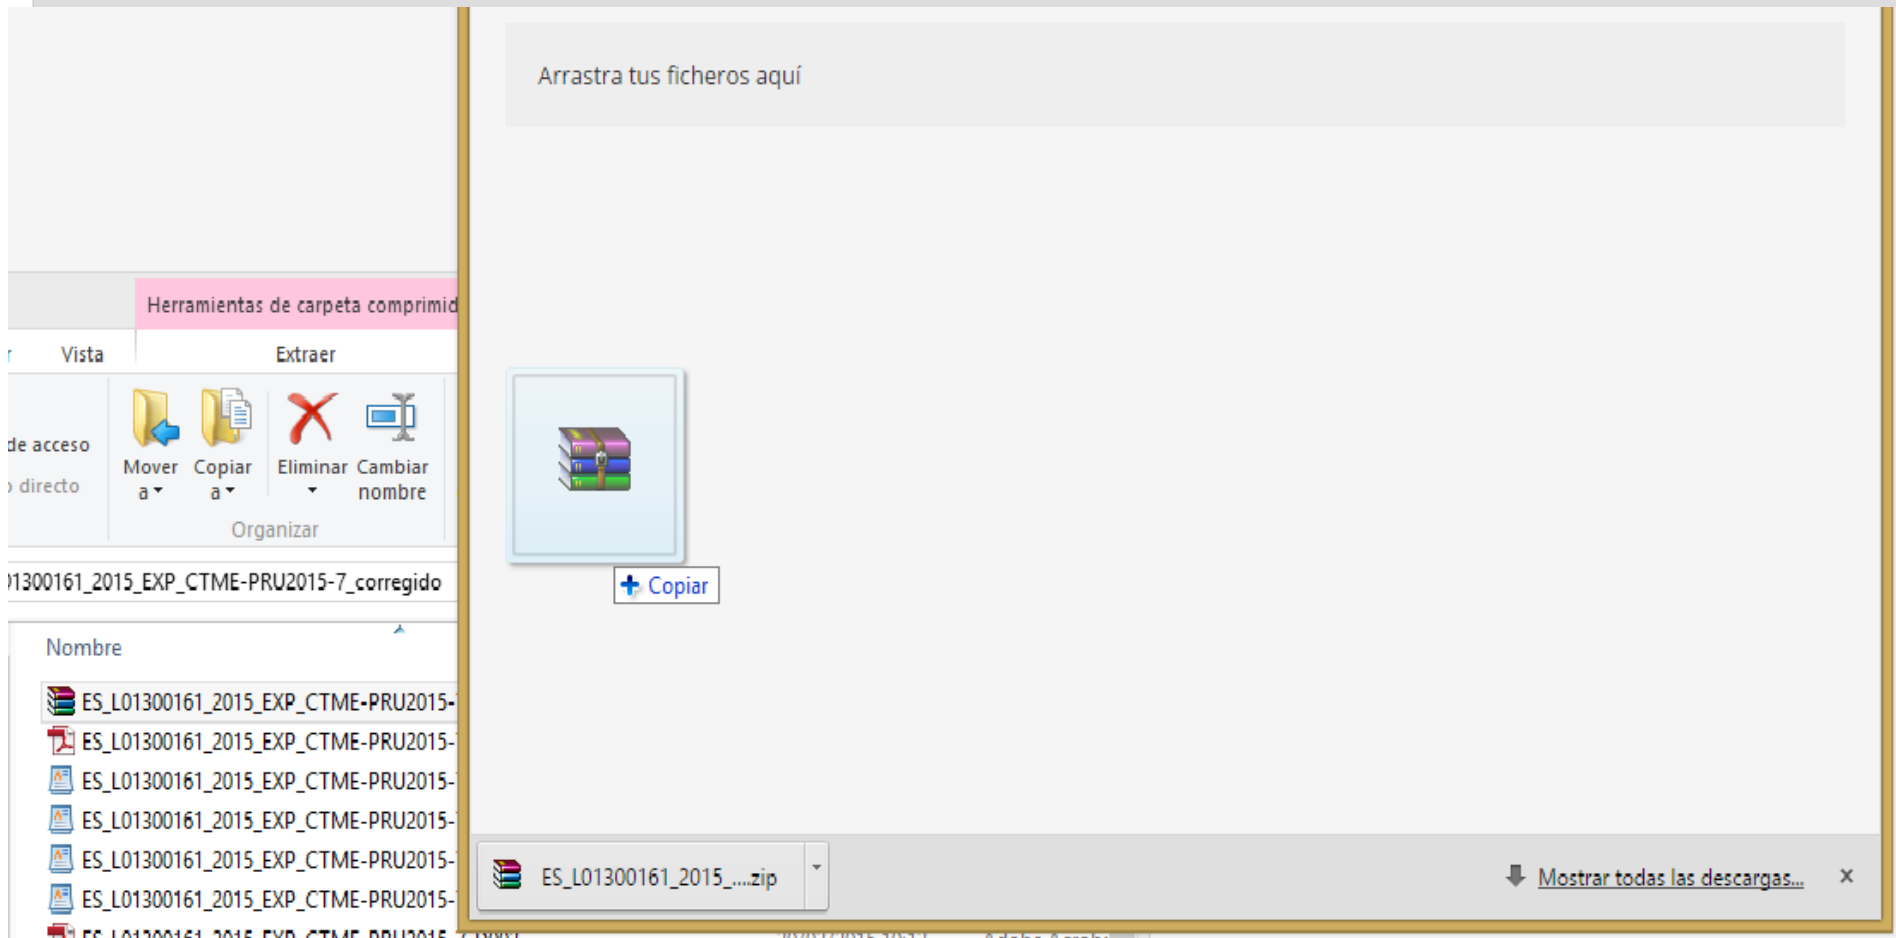 Arrastra tus ficheros aquí
Herramientas de carpeta comprimid
Vista
Extraer
de acceso
directo
Mover a
Copiar a
Eliminar
Cambiar nombre
Organizar
01300161_2015_EXP_CTME-PRU2015-7_corregido
Copiar
Nombre
ES_L01300161_2015_EXP_CTME-PRU2015-
ES_L01300161_2015_EXP_CTME-PRU2015-
ES_L01300161_2015_EXP_CTME-PRU2015-
ES_L01300161_2015_EXP_CTME-PRU2015-
ES_L01300161_2015_EXP_CTME-PRU2015-
ES_L01300161_2015_EXP_CTME-PRU2015-
ES_L01300161_2015_....zip
Mostrar todas las descargas...